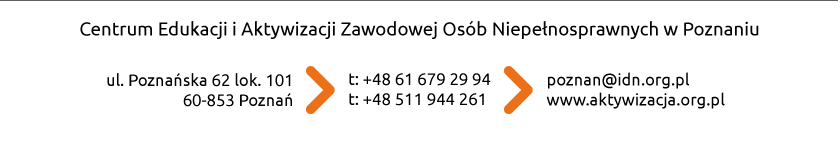 Centrum Edukacji i Aktywizacji Zawodowej Osób Niepełnosprawnych w Poznaniu
ul. Poznańska 62 lok. 101
60-853 Poznań
t: +48 61 679 29 94
t: +48 511 944 261
poznan@idn.org.pl
www.aktywizacja.org.pl